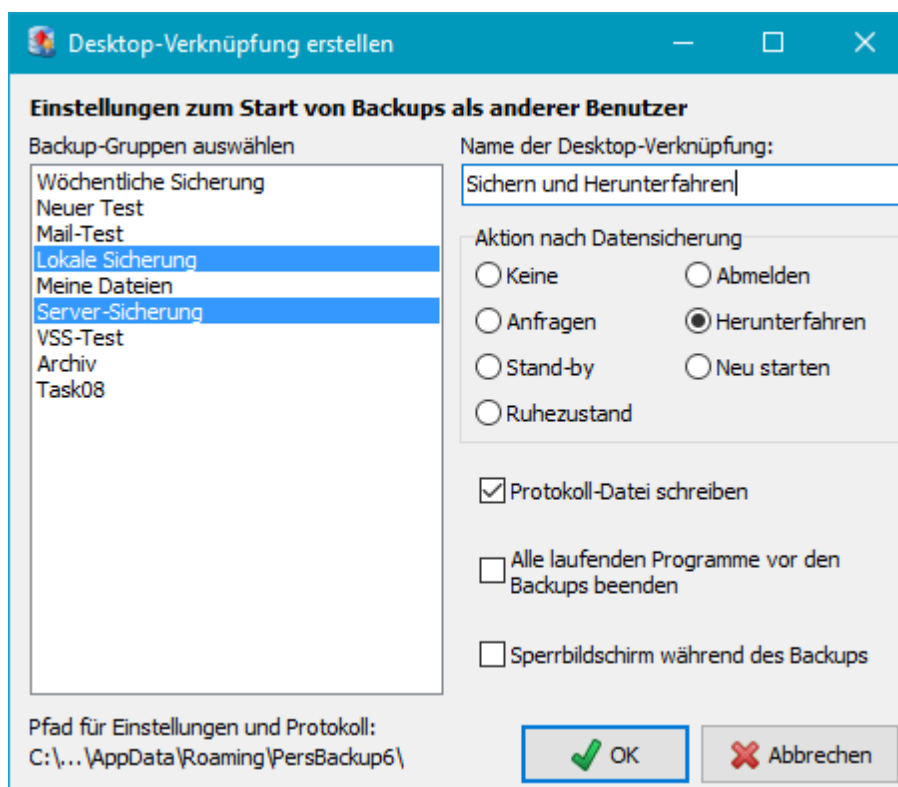 Desktop-Verknüpfung erstellen
Einstellungen zum Start von Backups als anderer Benutzer
Backup-Gruppen auswählen
Wöchentliche Sicherung
Neuer Test
Mail-Test
Lokale Sicherung
Meine Dateien
Server-Sicherung
VSS-Test
Archiv
Task08
Name der Desktop-Verknüpfung:
Sichern und Herunterfahren
Aktion nach Datensicherung
Keine
Abmelden
Anfragen
Herunterfahren
Stand-by
Neu starten
Ruhezustand
Protokoll-Datei schreiben
Alle laufenden Programme vor den
Backups beenden
Sperrbildschirm während des Backups
Pfad für Einstellungen und Protokoll:
C:\...\AppData\Roaming\PersBackup6\
OK
Abbrechen